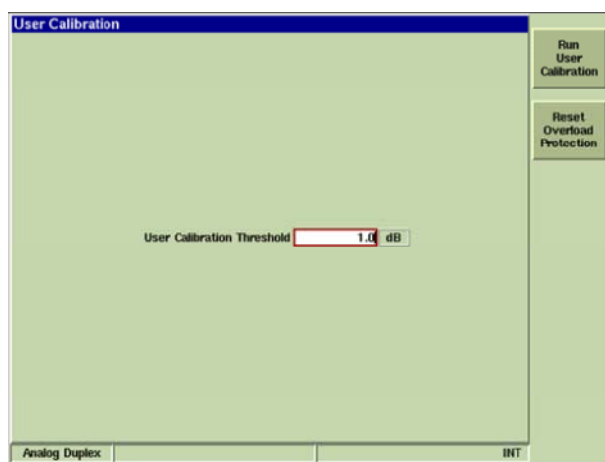 User Calibration
Run
User
Calibration
Reset
Overload
Protection
User Calibration Threshold 1.0 dB
Analog Duplex INT